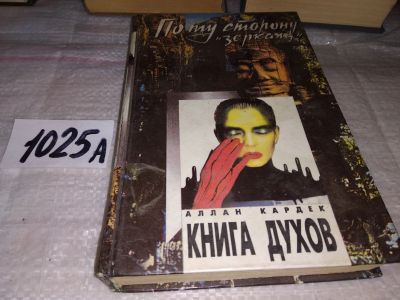 По ту сторону
"зеркала"
1025А
АЛЛАН КАРДЕК
КНИГА ДУХОВ